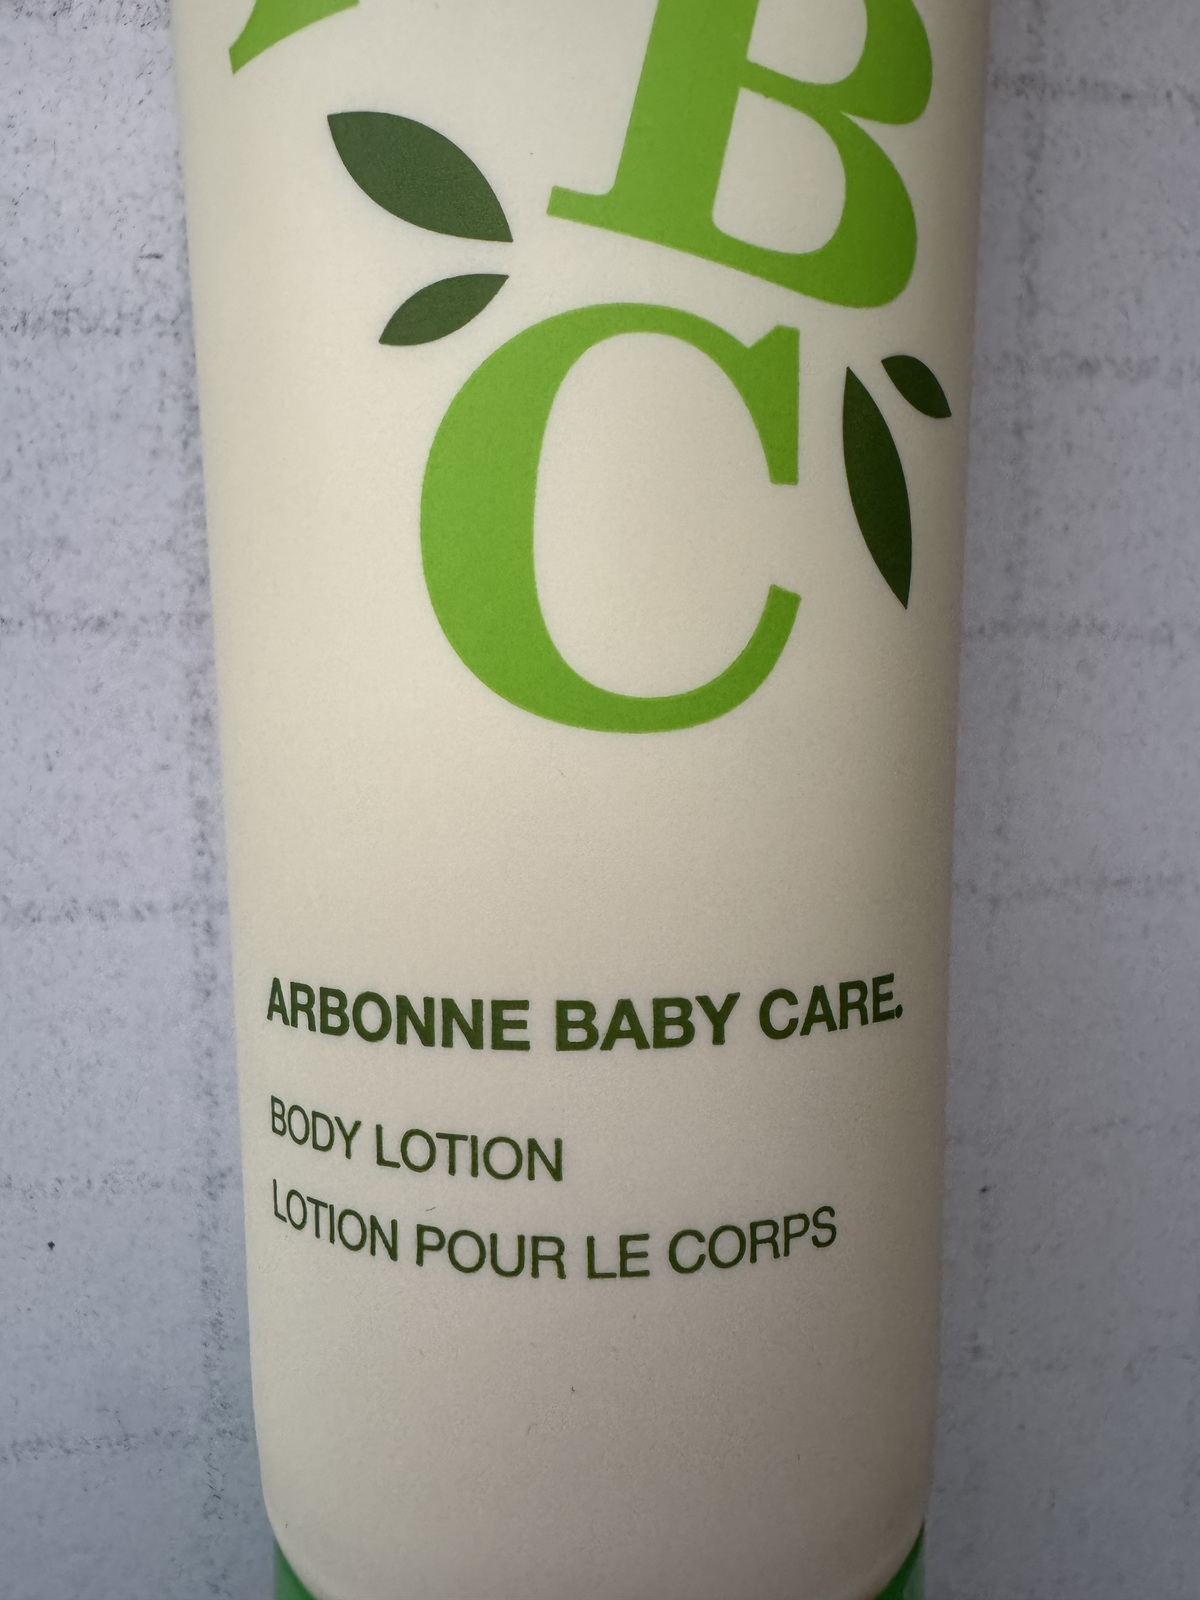 B
C
ARBONNE BABY CARE.
BODY LOTION
LOTION POUR LE CORPS